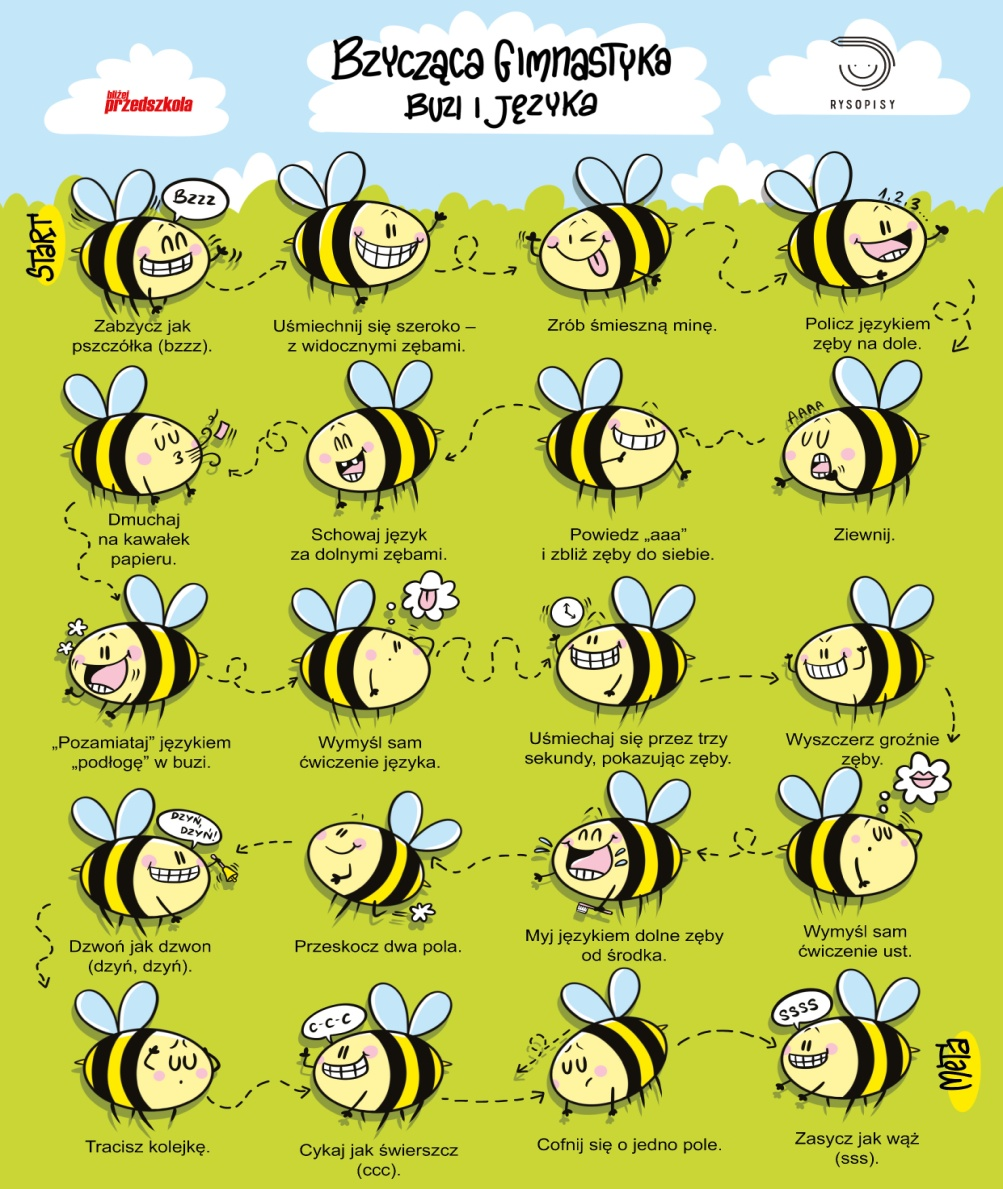 Bzycząca Gimnastyka
Buzi i Języka
bliżej
przedszkola
RYSOPISY
START
Bzzz
1,2,3...
Zabzycz jak
pszczółka (bzzz).
Uśmiechnij się szeroko –
z widocznymi zębami.
Zrób śmieszną minę.
Policz językiem
zęby na dole.
AAAA
Dmuchaj
na kawałek
papieru.
Schowaj język
za dolnymi zębami.
Powiedz „aaa”
i zbliż zęby do siebie.
Ziewnij.
„Pozamiataj” językiem
„podłogę” w buzi.
Wymyśl sam
ćwiczenie języka.
Uśmiechaj się przez trzy
sekundy, pokazując zęby.
Wyszczerz groźnie
zęby.
DZYŃ,
DZYŃ!
Dzwoń jak dzwon
(dzyń, dzyń).
Przeskocz dwa pola.
Myj językiem dolne zęby
od środka.
Wymyśl sam
ćwiczenie ust.
C-C-C
SSSS
Meta
Tracisz kolejkę.
Cykaj jak świerszcz
(ccc).
Cofnij się o jedno pole.
Zasycz jak wąż
(sss).